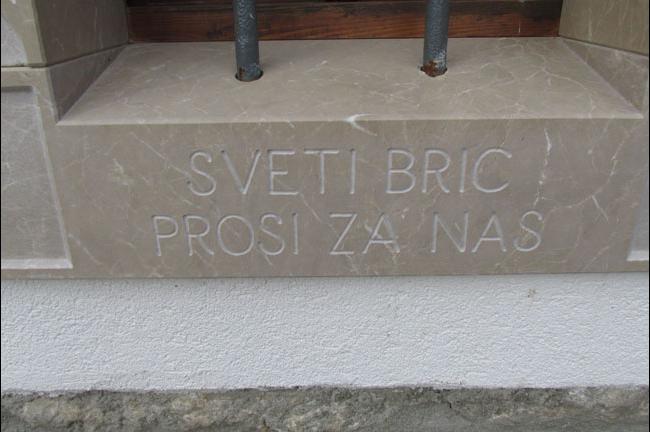 SVETI BRIC
PROSI ZA NAS